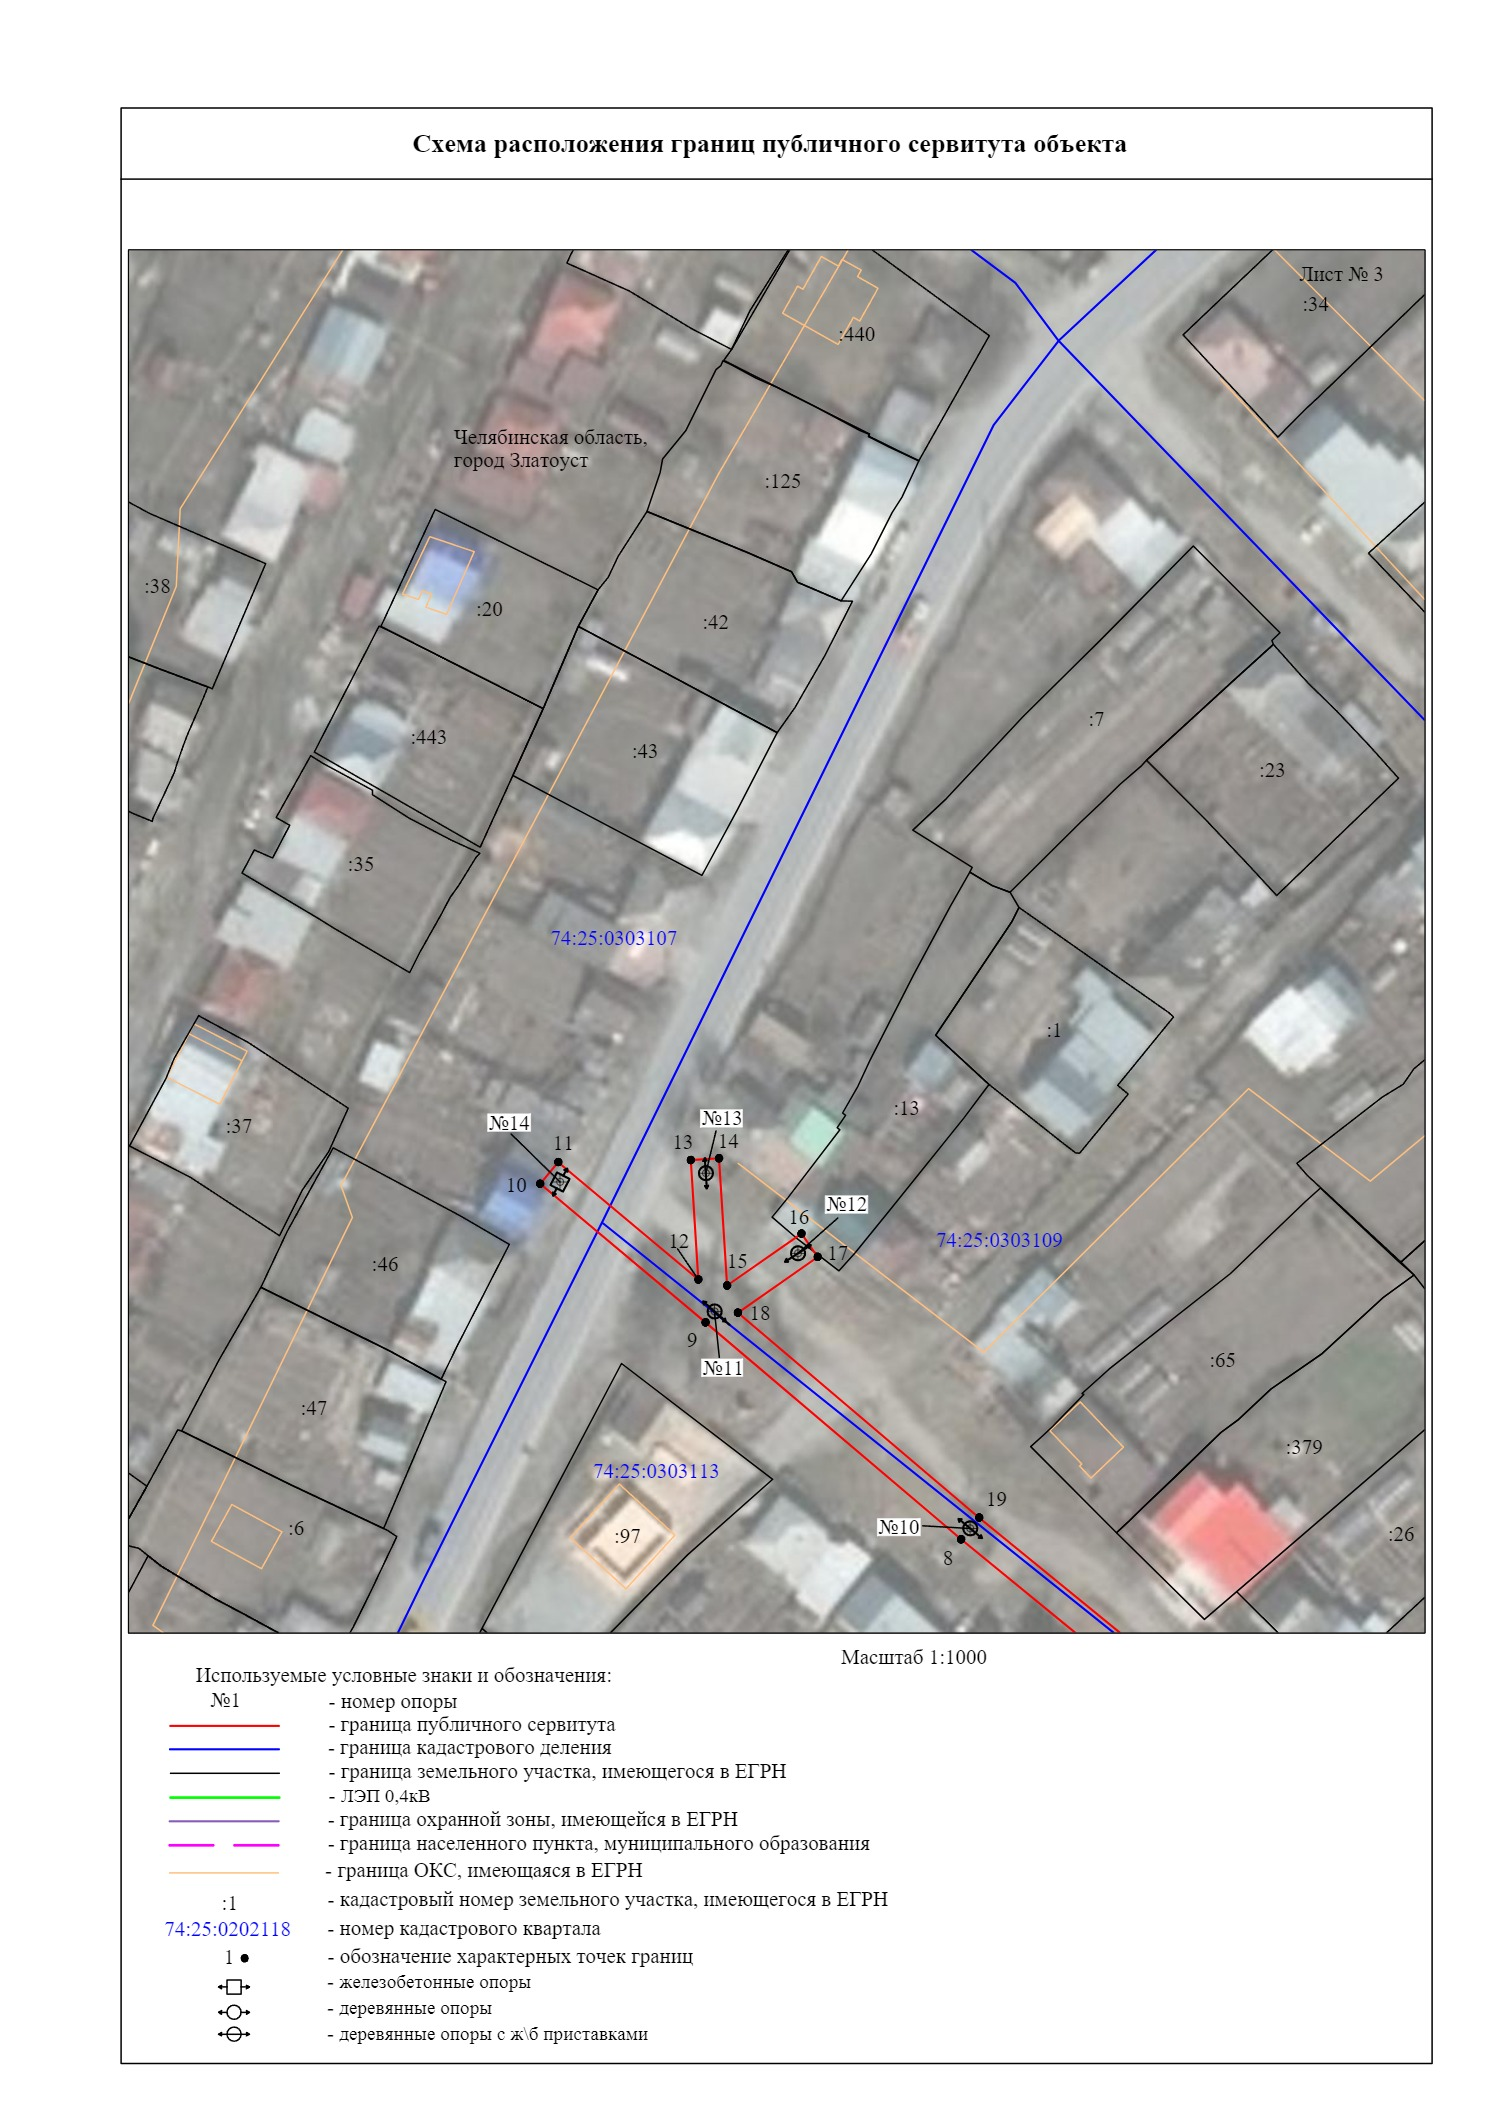 Схема расположения границ публичного сервитута объекта
Лист № 3
:34
:440
Челябинская область,
город Златоуст
:125
:38
:20
:42
:7
:443
:43
:23
:35
74:25:0303107
:1
:13
:37
№14
№13
11
13
14
10
№12
16
74:25:0303109
12
17
15
:46
18
9
№11
:65
:47
:379
74:25:0303113
19
№10
:6
:97
:26
8
Масштаб 1:1000
Используемые условные знаки и обозначения:
№1 - номер опоры
- граница публичного сервитута
- граница кадастрового деления
- граница земельного участка, имеющегося в ЕГРН
- ЛЭП 0,4кВ
- граница охранной зоны, имеющейся в ЕГРН
- граница населенного пункта, муниципального образования
- граница ОКС, имеющаяся в ЕГРН
:1 - кадастровый номер земельного участка, имеющегося в ЕГРН
74:25:0202118 - номер кадастрового квартала
1 - обозначение характерных точек границ
- железобетонные опоры
- деревянные опоры
- деревянные опоры с ж\б приставками